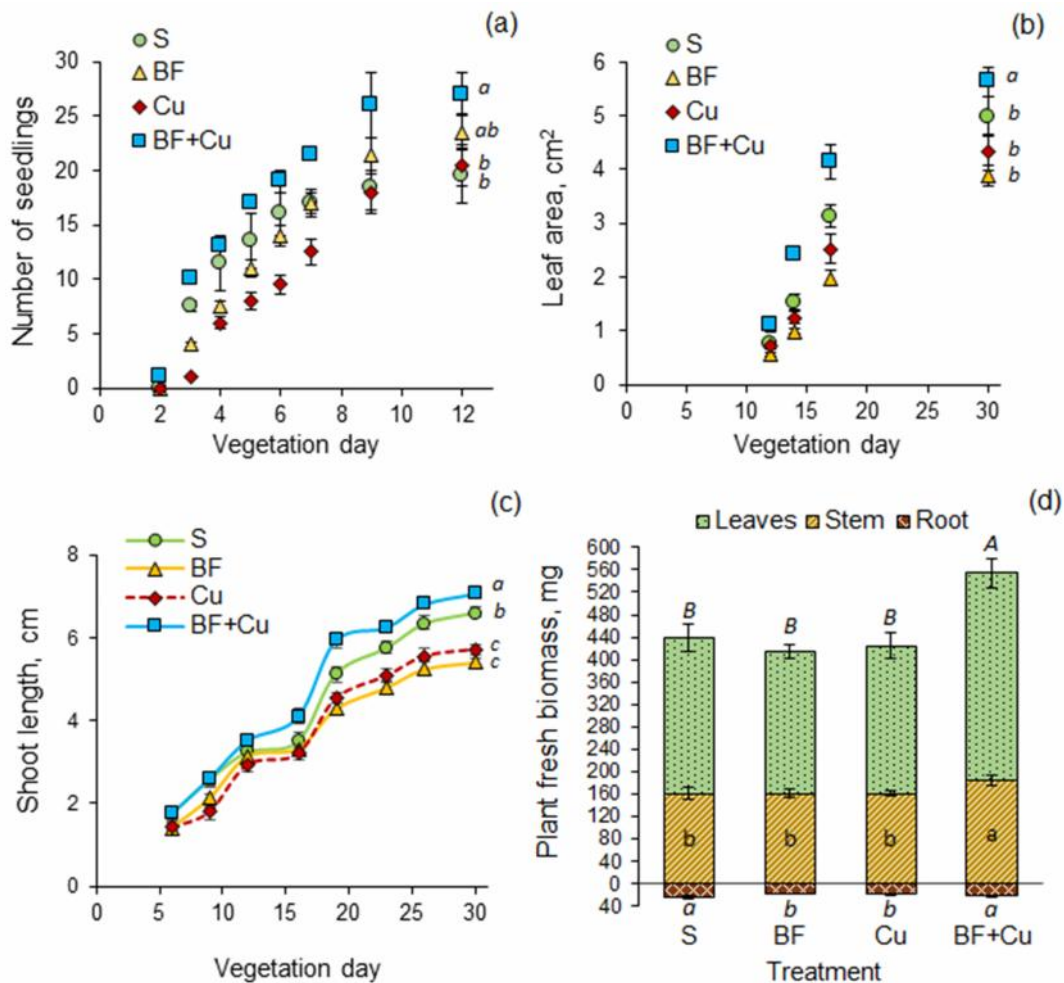 (a)
S
BF
Cu
BF+Cu
Number of seedlings
30
25
20
15
10
5
0
a
ab
b
b
0 2 4 6 8 10 12
Vegetation day
(b)
S
BF
Cu
BF+Cu
Leaf area, cm²
6
5
4
3
2
1
0
a
b
b
b
0 5 10 15 20 25 30
Vegetation day
(c)
S
BF
Cu
BF+Cu
Shoot length, cm
8
6
4
2
0
a
b
c
c
0 5 10 15 20 25 30
Vegetation day
(d)
Leaves Stem Root
Plant fresh biomass, mg
600
560
520
480
440
400
360
320
280
240
200
160
120
80
40
0
40
B B B A
b b b a
a b b a
S BF Cu BF+Cu
Treatment